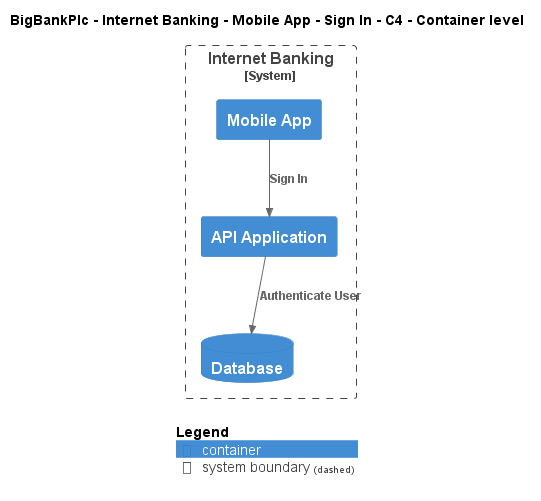 BigBankPlc - Internet Banking - Mobile App - Sign In - C4 - Container level
Internet Banking
[System]
Mobile App
Sign In
API Application
Authenticate User
Database
Legend
container
system boundary (dashed)